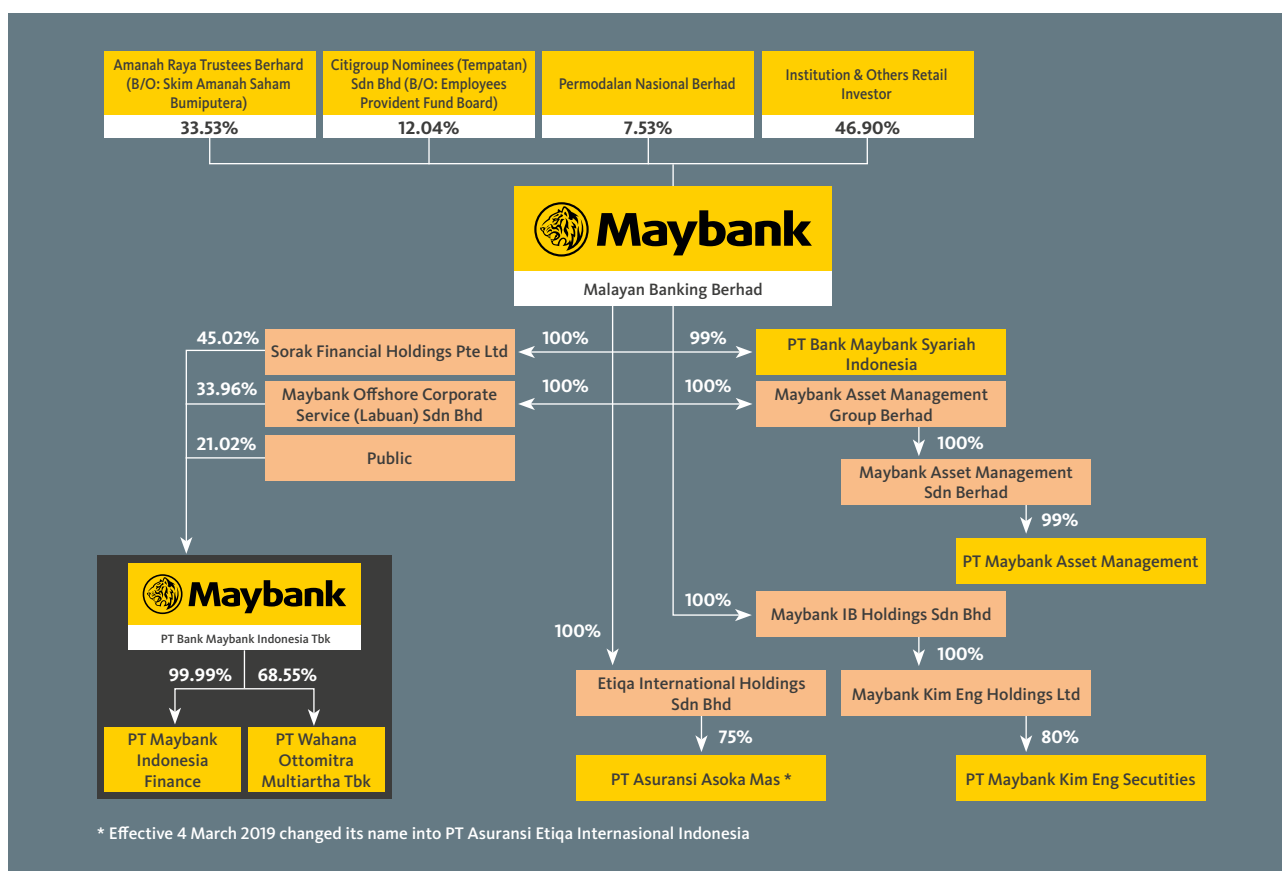 Amanah Raya Trustees Berhard
(B/O: Skim Amanah Saham
Bumiputera)
33.53%
Citigroup Nominees (Tempatan)
Sdn Bhd (B/O: Employees
Provident Fund Board)
12.04%
Permodalan Nasional Berhad
7.53%
Institution & Others Retail
Investor
46.90%
Maybank
Malayan Banking Berhad
45.02%
Sorak Financial Holdings Pte Ltd
100%
99%
PT Bank Maybank Syariah
Indonesia
33.96%
Maybank Offshore Corporate
Service (Labuan) Sdn Bhd
100%
100%
Maybank Asset Management
Group Berhad
21.02%
Public
100%
Maybank Asset Management
Sdn Berhad
99%
PT Maybank Asset Management
Maybank
PT Bank Maybank Indonesia Tbk
99.99%
68.55%
PT Maybank
Indonesia
Finance
PT Wahana
Ottomitra
Multiartha Tbk
100%
Maybank IB Holdings Sdn Bhd
100%
Etiqa International Holdings
Sdn Bhd
100%
Maybank Kim Eng Holdings Ltd
75%
PT Asuransi Asoka Mas *
80%
PT Maybank Kim Eng Secutities
* Effective 4 March 2019 changed its name into PT Asuransi Etiqa Internasional Indonesia